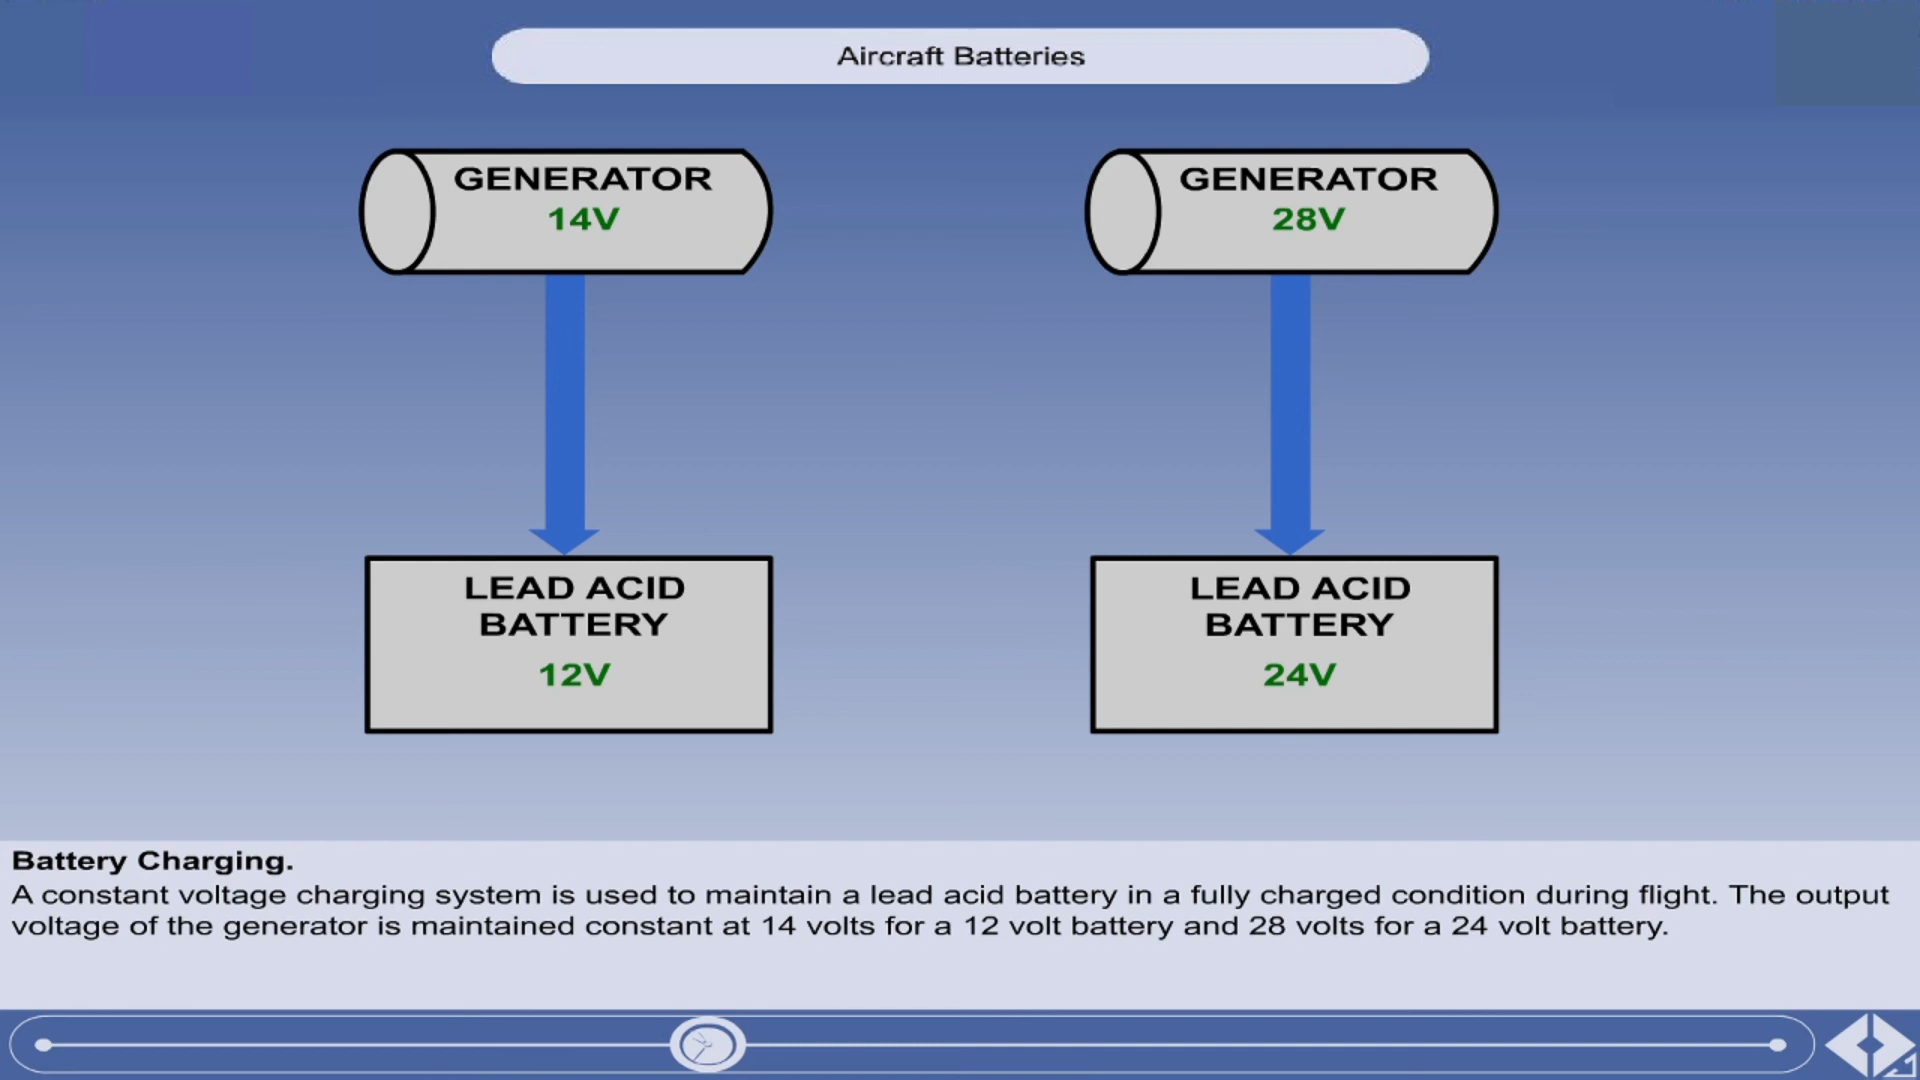 Aircraft Batteries
GENERATOR
14V
GENERATOR
28V
LEAD ACID
BATTERY
12V
LEAD ACID
BATTERY
24V
Battery Charging.
A constant voltage charging system is used to maintain a lead acid battery in a fully charged condition during flight. The output
voltage of the generator is maintained constant at 14 volts for a 12 volt battery and 28 volts for a 24 volt battery.